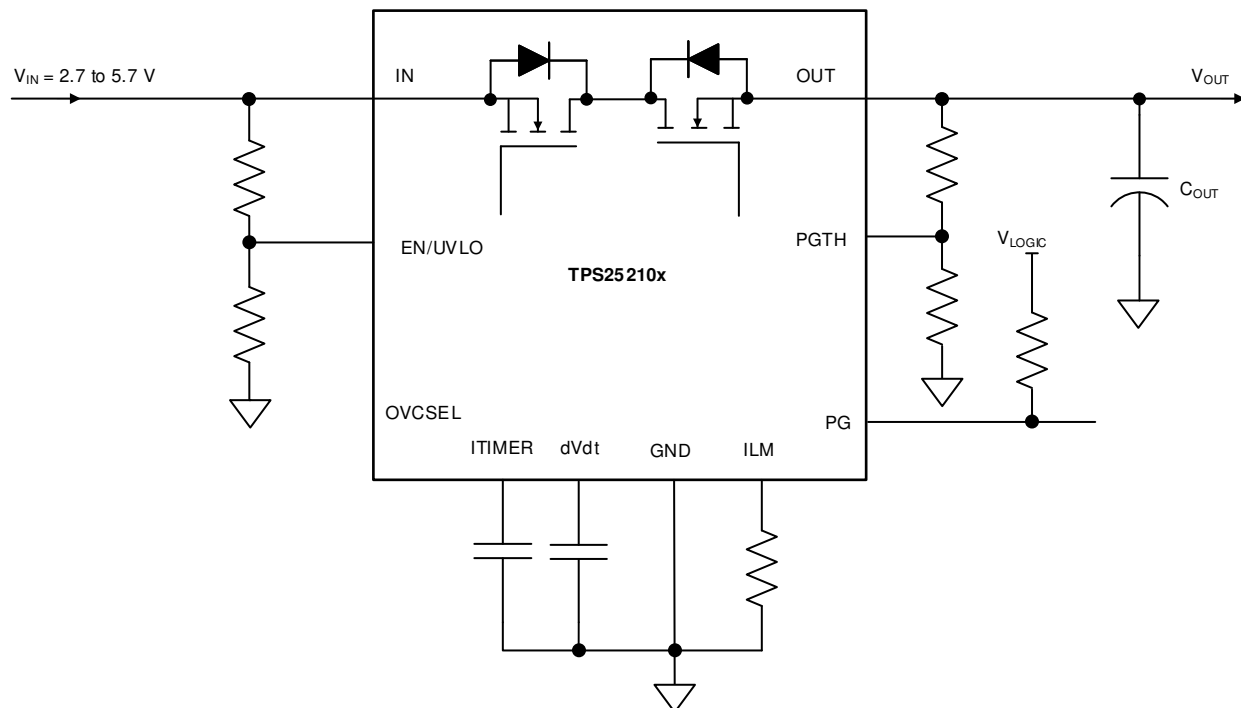 V_IN = 2.7 to 5.7 V
IN
OUT
V_OUT
C_OUT
EN/UVLO
PGTH
V_LOGIC
TPS25210x
OVCSEL
PG
ITIMER
dVdt
GND
ILM